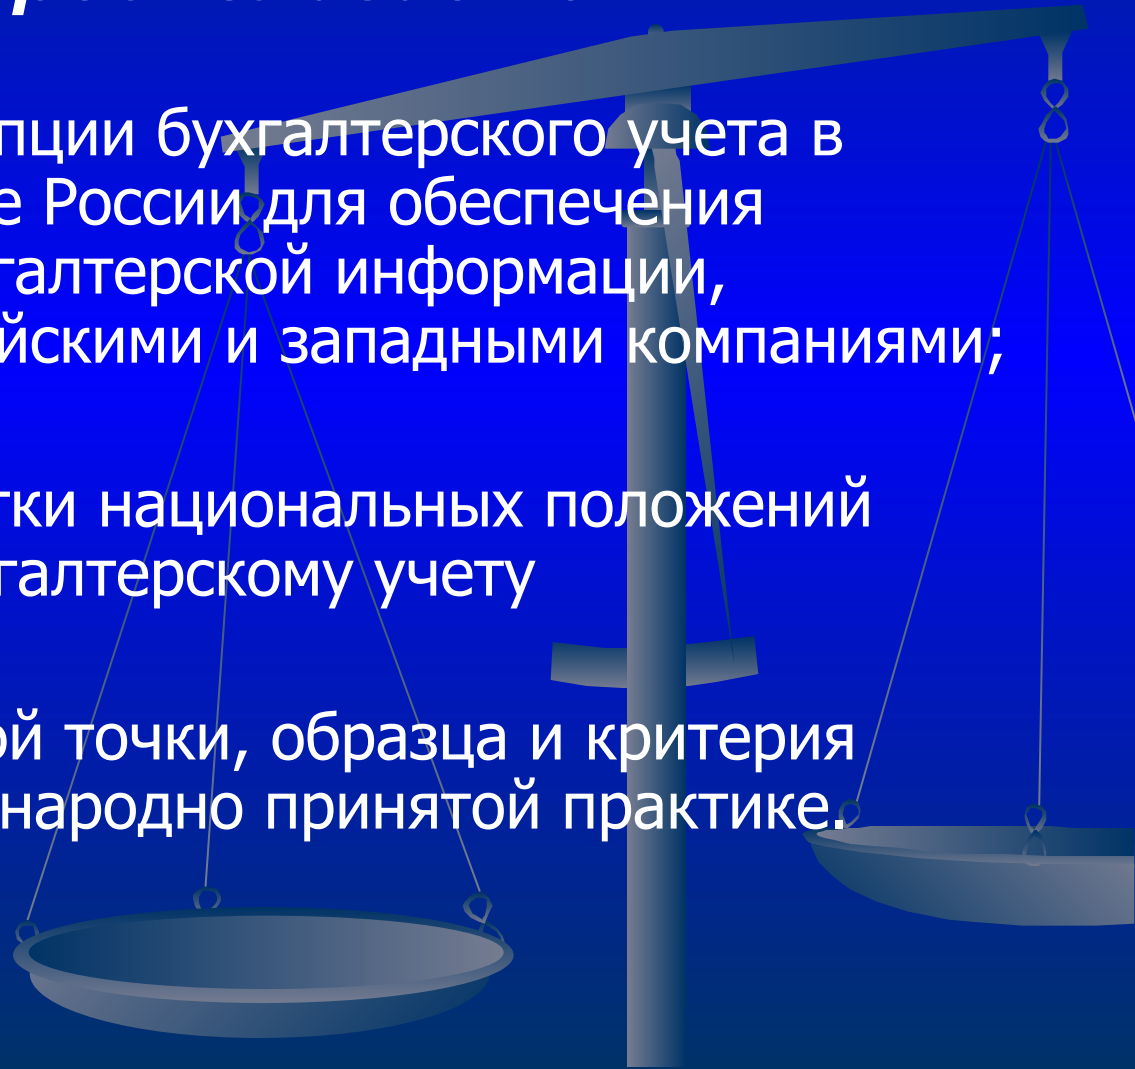 пции бухгалтерского учета в
е России для обеспечения
галтерской информации,
йскими и западными компаниями;
тки национальных положений
галтерскому учету
ой точки, образца и критерия
народно принятой практике.